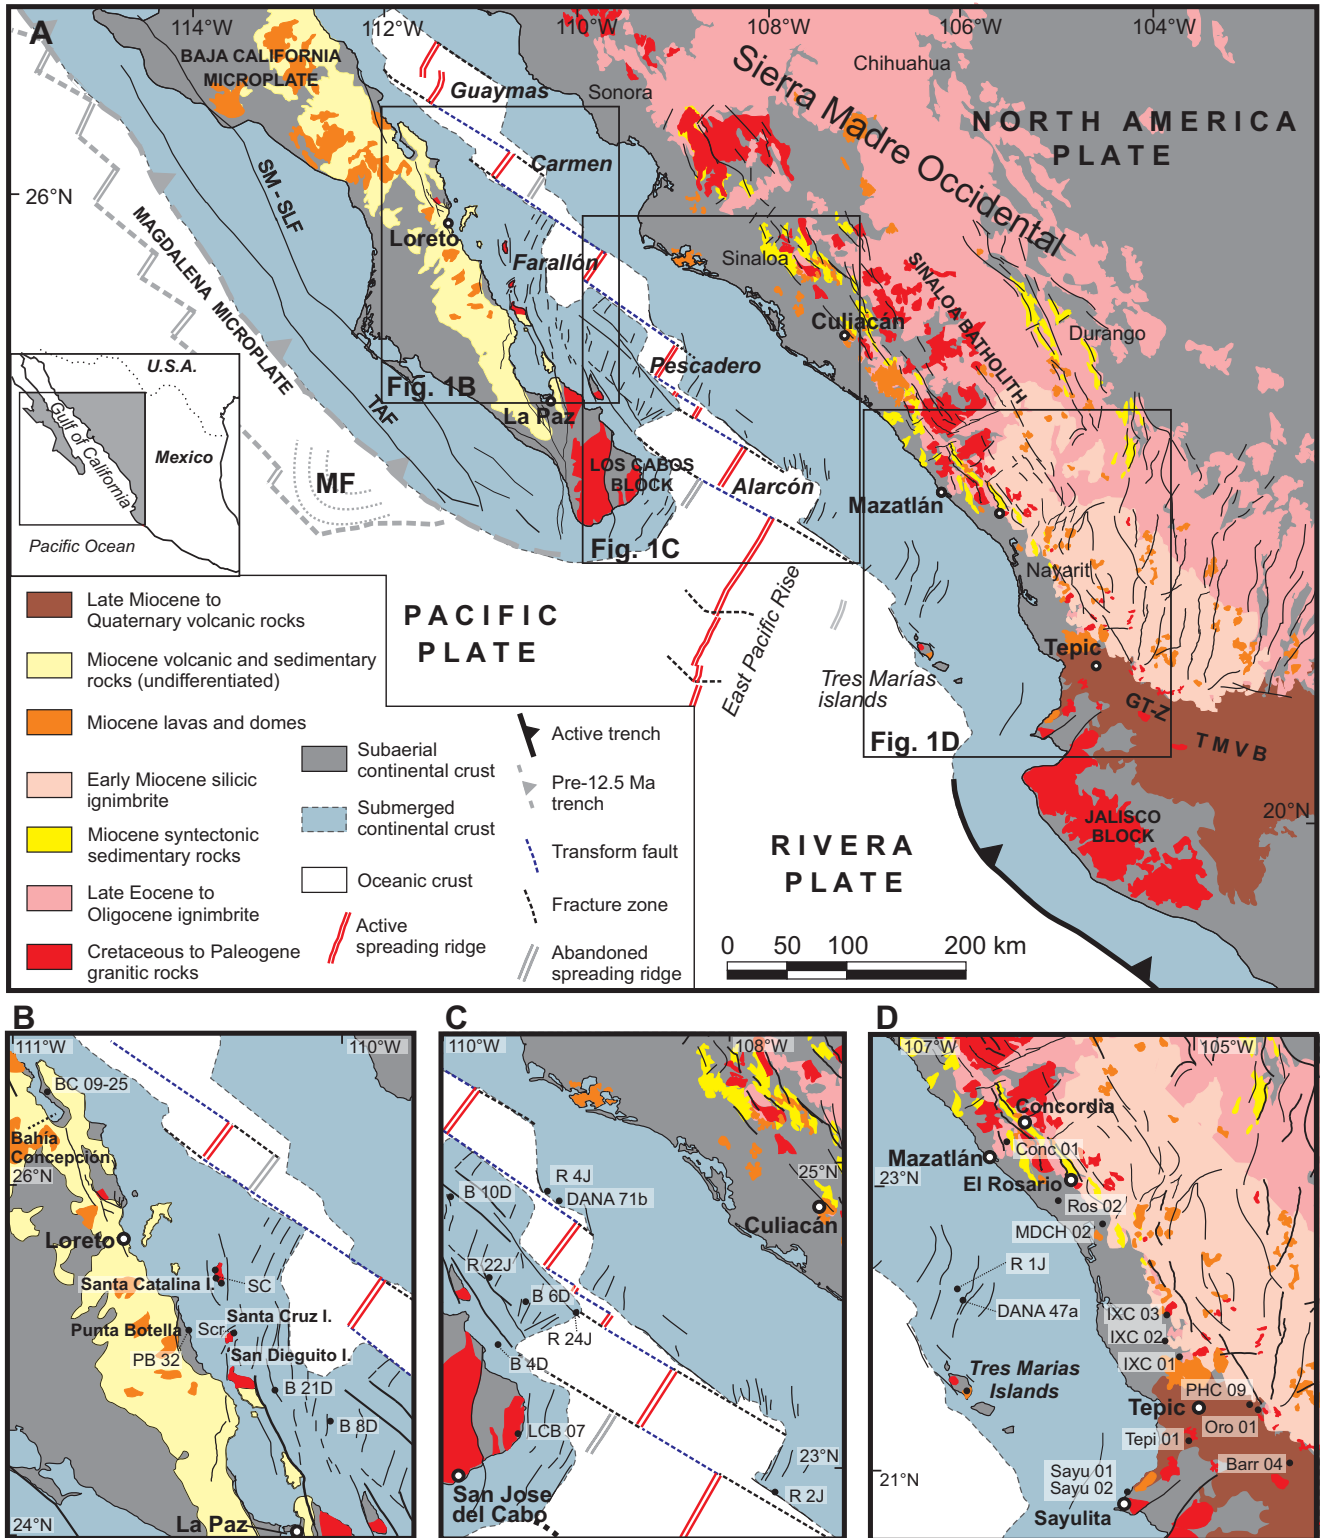 A
114°W
112°W
110°W
108°W
106°W
104°W
BAJA CALIFORNIA
MICROPLATE
Guaymas
Sonora
Chihuahua
Sierra Madre Occidental
NORTH AMERICA
PLATE
Carmen
26°N
SM - SLF
MAGDALENA MICROPLATE
Loreto
Farallón
Sinaloa
SINALOA BATHOLITH
Culiacán
Durango
Pescadero
Fig. 1B
La Paz
TAF
U.S.A.
Gulf of California
Mexico
Pacific Ocean
MF
LOS CABOS
BLOCK
Alarcón
Mazatlán
Fig. 1C
Nayarit
PACIFIC
PLATE
East Pacific Rise
Tres Marias
islands
Tepic
GT-Z
TMVB
Fig. 1D
20°N
JALISCO
BLOCK
RIVERA
PLATE
Late Miocene to
Quaternary volcanic rocks
Miocene volcanic and sedimentary
rocks (undifferentiated)
Miocene lavas and domes
Early Miocene silicic
ignimbrite
Miocene syntectonic
sedimentary rocks
Late Eocene to
Oligocene ignimbrite
Cretaceous to Paleogene
granitic rocks
Subaerial
continental crust
Submerged
continental crust
Oceanic crust
Active
spreading ridge
Active trench
Pre-12.5 Ma
trench
Transform fault
Fracture zone
Abandoned
spreading ridge
0 50 100 200 km
B
111°W
110°W
BC 09-25
Bahía
Concepción
26°N
Loreto
Santa Catalina I.
SC
Santa Cruz I.
Punta Botella
Scr
PB 32
San Dieguito I.
B 21D
B 8D
24°N
La Paz
C
110°W
108°W
25°N
R 4J
B 10D
DANA 71b
Culiacán
R 22J
B 6D
R 24J
B 4D
LCB 07
23°N
San Jose
del Cabo
R 2J
D
107°W
105°W
Concordia
Conc 01
Mazatlán
23°N
El Rosario
Ros 02
MDCH 02
R 1J
DANA 47a
IXC 03
IXC 02
IXC 01
Tres Marias
Islands
PHC 09
Tepic
Oro 01
Tepi 01
Barr 04
21°N
Sayu 01
Sayu 02
Sayulita